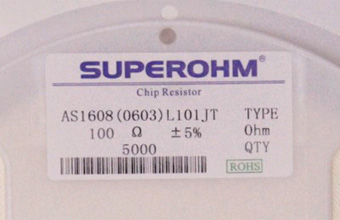 SUPEROHM®
Chip Resistor
AS1608(0603)L101JT TYPE
100 Ω ±5% Ohm
5000 QTY
ROHS